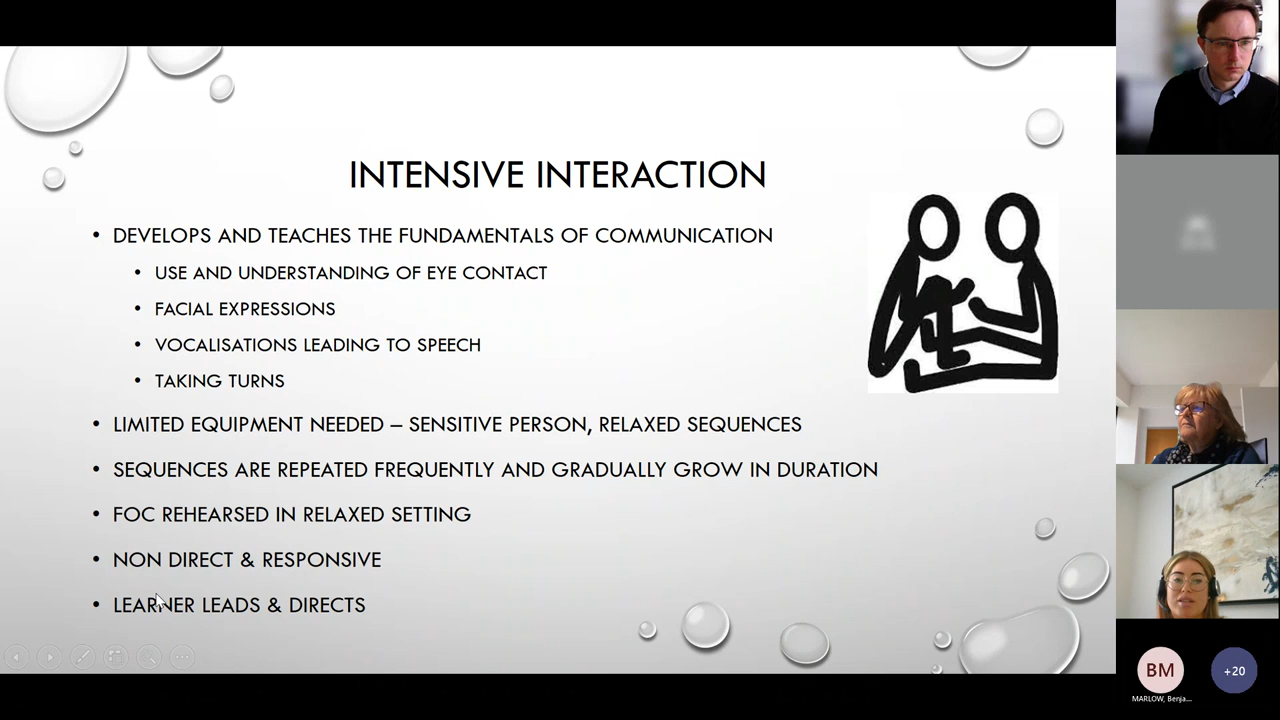 INTENSIVE INTERACTION
• DEVELOPS AND TEACHES THE FUNDAMENTALS OF COMMUNICATION
• USE AND UNDERSTANDING OF EYE CONTACT
• FACIAL EXPRESSIONS
• VOCALISATIONS LEADING TO SPEECH
• TAKING TURNS
• LIMITED EQUIPMENT NEEDED – SENSITIVE PERSON, RELAXED SEQUENCES
• SEQUENCES ARE REPEATED FREQUENTLY AND GRADUALLY GROW IN DURATION
• FOC REHEARSED IN RELAXED SETTING
• NON DIRECT & RESPONSIVE
• LEARNER LEADS & DIRECTS
BM
+20
MARLOW, Benja...